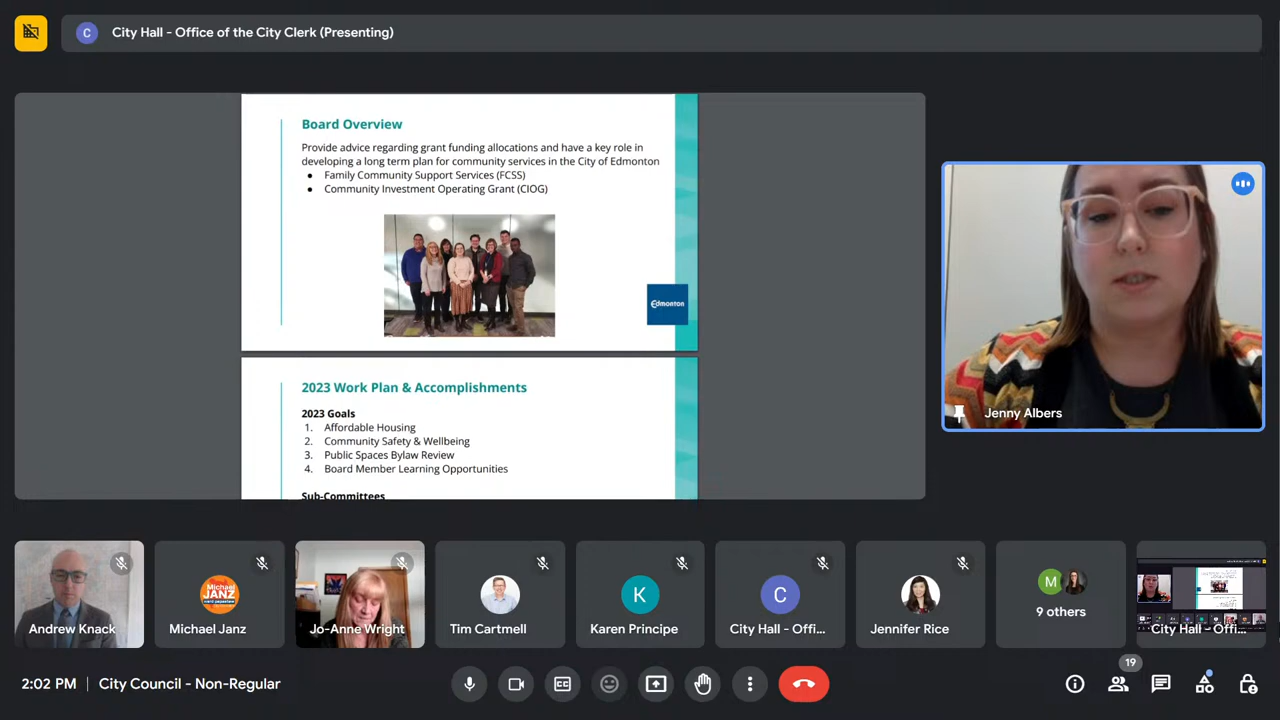 C
City Hall - Office of the City Clerk (Presenting)
Board Overview
Provide advice regarding grant funding allocations and have a key role in
developing a long term plan for community services in the City of Edmonton
● Family Community Support Services (FCSS)
● Community Investment Operating Grant (CIOG)
Edmonton
2023 Work Plan & Accomplishments
2023 Goals
1. Affordable Housing
2. Community Safety & Wellbeing
3. Public Spaces Bylaw Review
4. Board Member Learning Opportunities
Sub-Committees
Jenny Albers
Andrew Knack
Michael JANZ
Michael Janz
Jo-Anne Wright
Tim Cartmell
K
Karen Principe
C
City Hall - Offi...
Jennifer Rice
M
9 others
City Hall - Offi...
2:02 PM | City Council - Non-Regular
CC
19